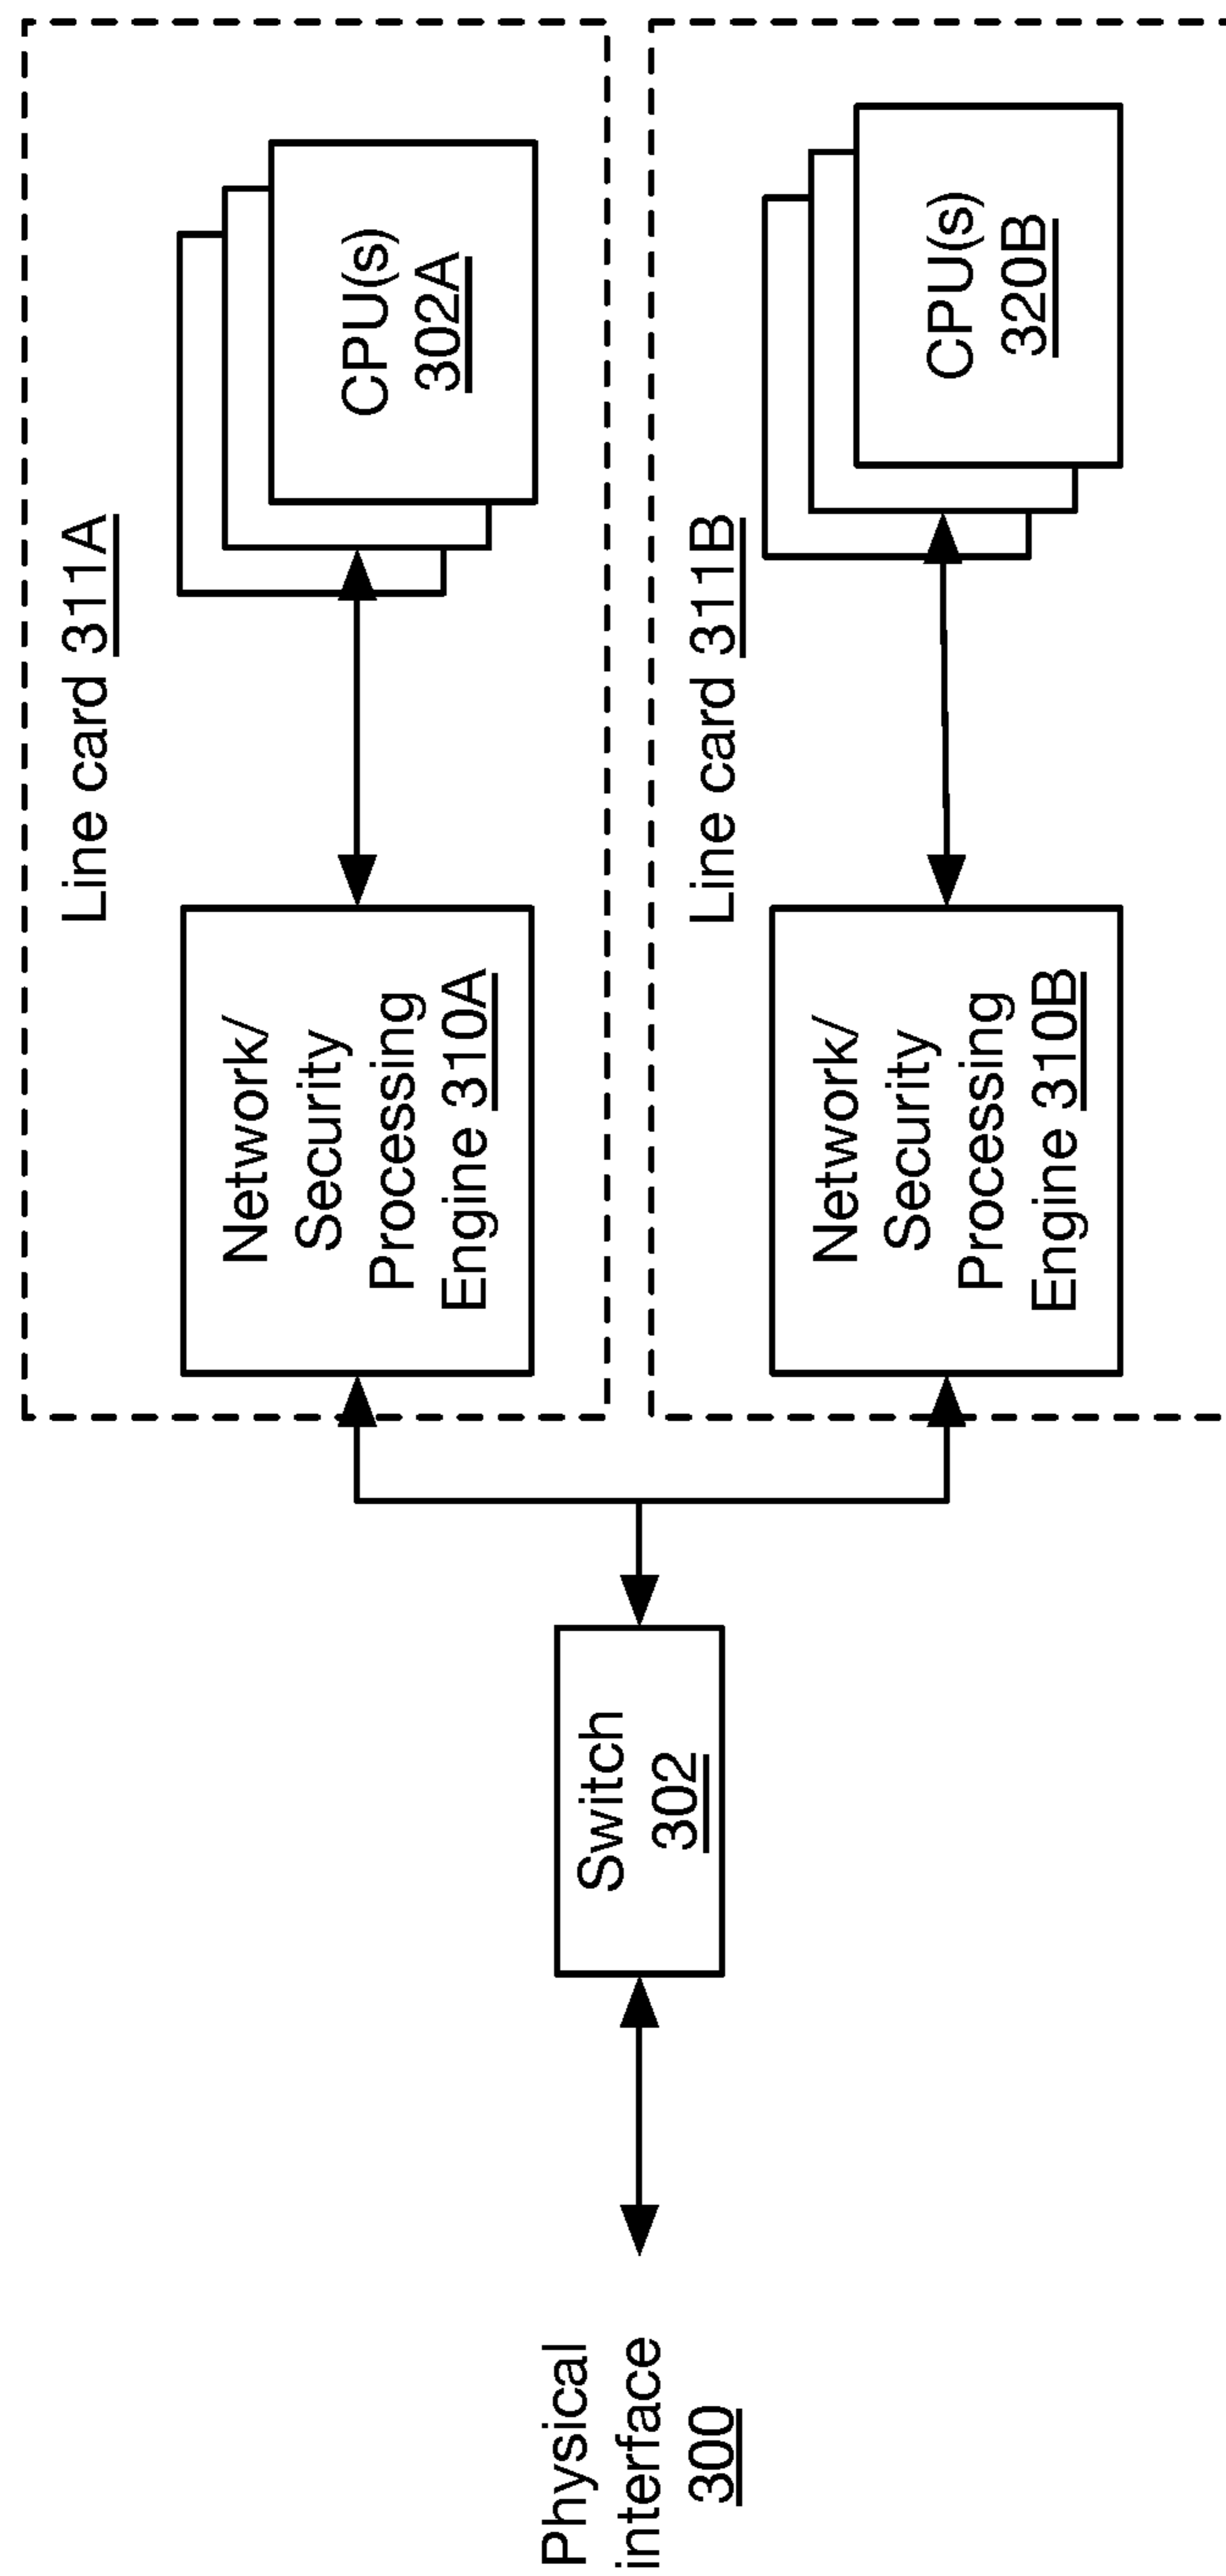 Line card 311A
Network/
Security
Processing
Engine 310A
CPU(s)
302A
Switch
302
Physical
interface
300
Line card 311B
Network/
Security
Processing
Engine 310B
CPU(s)
320B